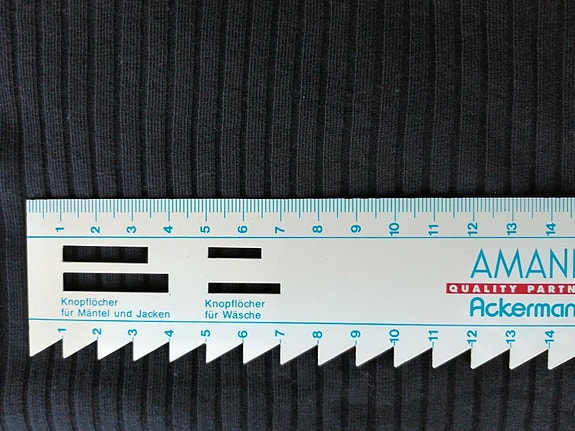 1 2 3 4 5 6 7 8 9 10 11 12 13 14
AMANN
QUALITY PARTN
Ackerman
Knopflöcher
für Mäntel und Jacken
Knopflöcher
für Wäsche
1 2 3 4 5 6 7 8 9 10 11 12 13 14